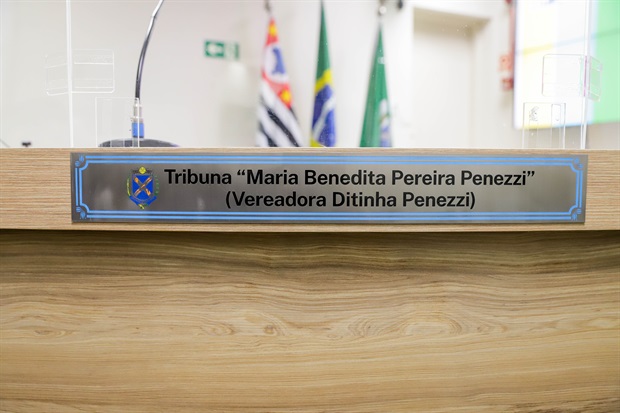 Tribuna “Maria Benedita Pereira Penezzi”
(Vereadora Ditinha Penezzi)